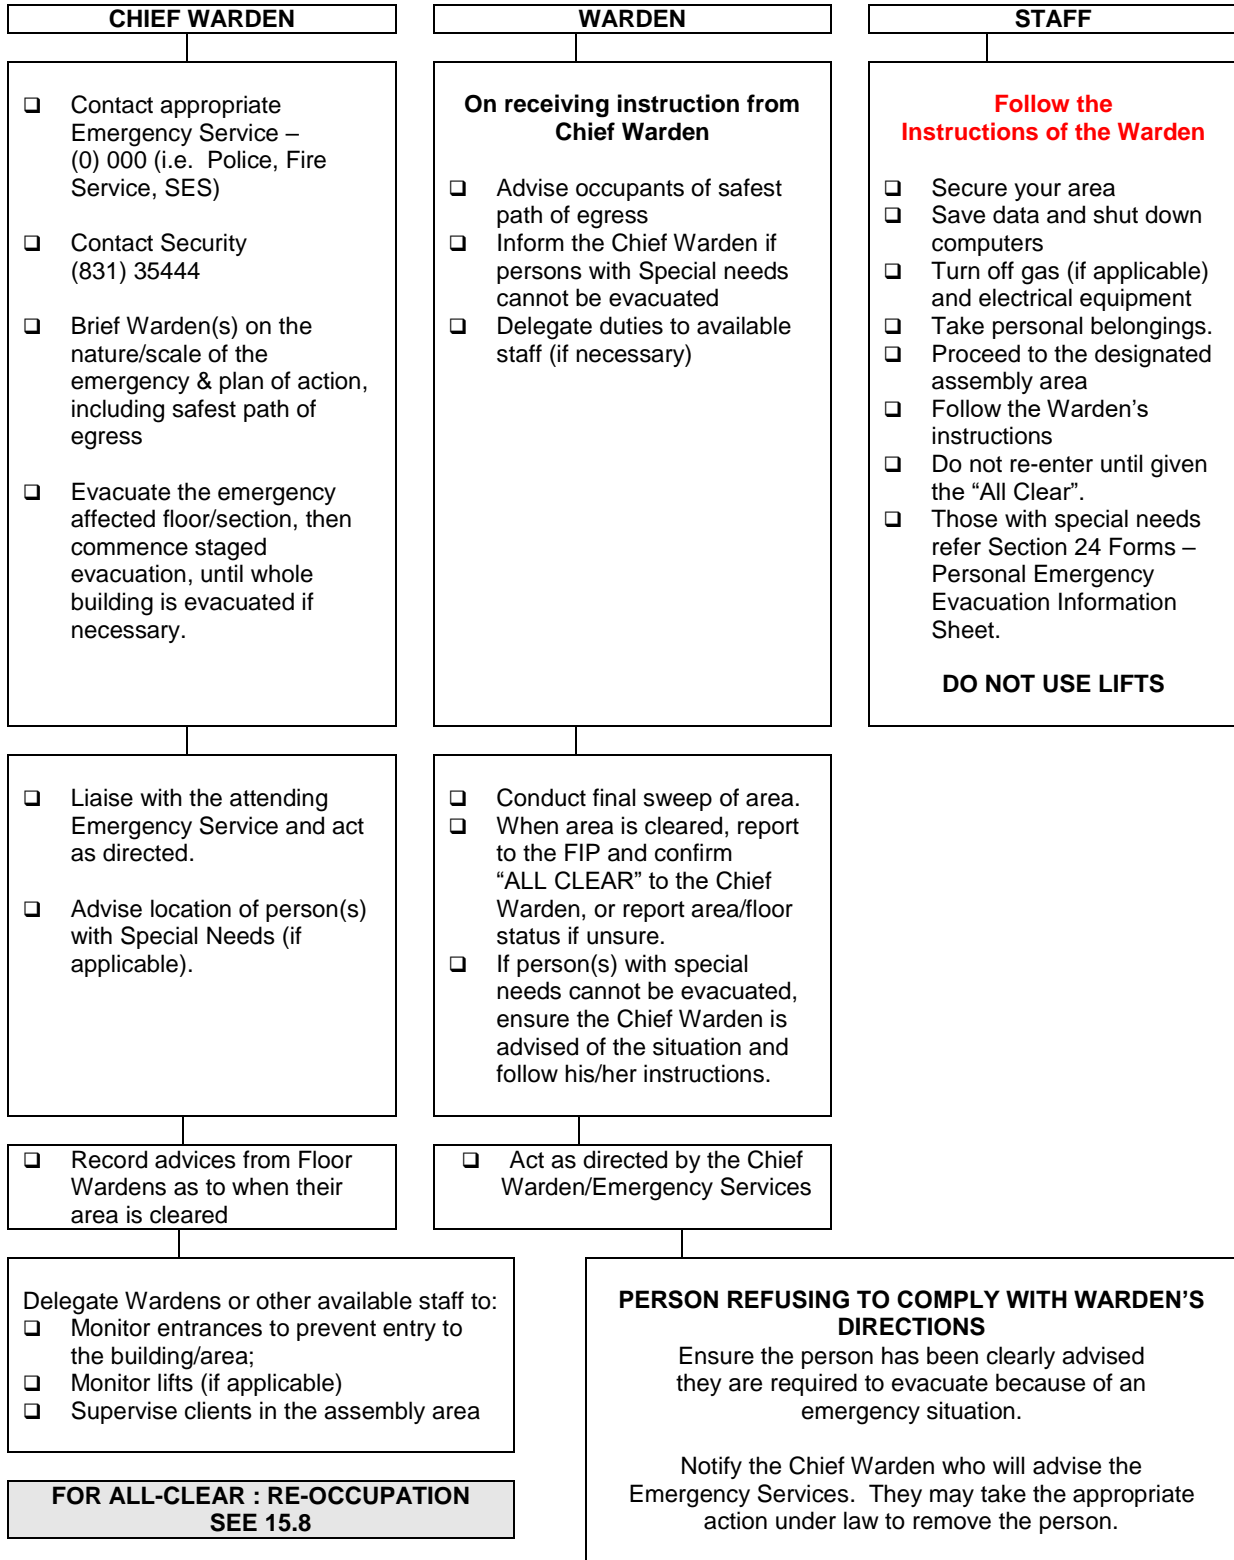 CHIEF WARDEN
❑ Contact appropriate
Emergency Service –
(0) 000 (i.e. Police, Fire
Service, SES)
❑ Contact Security
(831) 35444
❑ Brief Warden(s) on the
nature/scale of the
emergency & plan of action,
including safest path of
egress
❑ Evacuate the emergency
affected floor/section, then
commence staged
evacuation, until whole
building is evacuated if
necessary.
❑ Liaise with the attending
Emergency Service and act
as directed.
❑ Advise location of person(s)
with Special Needs (if
applicable).
❑ Record advices from Floor
Wardens as to when their
area is cleared
Delegate Wardens or other available staff to:
❑ Monitor entrances to prevent entry to
the building/area;
❑ Monitor lifts (if applicable)
❑ Supervise clients in the assembly area
FOR ALL-CLEAR : RE-OCCUPATION
SEE 15.8
WARDEN
On receiving instruction from
Chief Warden
❑ Advise occupants of safest
path of egress
❑ Inform the Chief Warden if
persons with Special needs
cannot be evacuated
❑ Delegate duties to available
staff (if necessary)
❑ Conduct final sweep of area.
❑ When area is cleared, report
to the FIP and confirm
“ALL CLEAR” to the Chief
Warden, or report area/floor
status if unsure.
❑ If person(s) with special
needs cannot be evacuated,
ensure the Chief Warden is
advised of the situation and
follow his/her instructions.
❑ Act as directed by the Chief
Warden/Emergency Services
PERSON REFUSING TO COMPLY WITH WARDEN’S
DIRECTIONS
Ensure the person has been clearly advised
they are required to evacuate because of an
emergency situation.
Notify the Chief Warden who will advise the
Emergency Services. They may take the appropriate
action under law to remove the person.
STAFF
Follow the
Instructions of the Warden
❑ Secure your area
❑ Save data and shut down
computers
❑ Turn off gas (if applicable)
and electrical equipment
❑ Take personal belongings.
❑ Proceed to the designated
assembly area
❑ Follow the Warden’s
instructions
❑ Do not re-enter until given
the “All Clear”.
❑ Those with special needs
refer Section 24 Forms –
Personal Emergency
Evacuation Information
Sheet.
DO NOT USE LIFTS